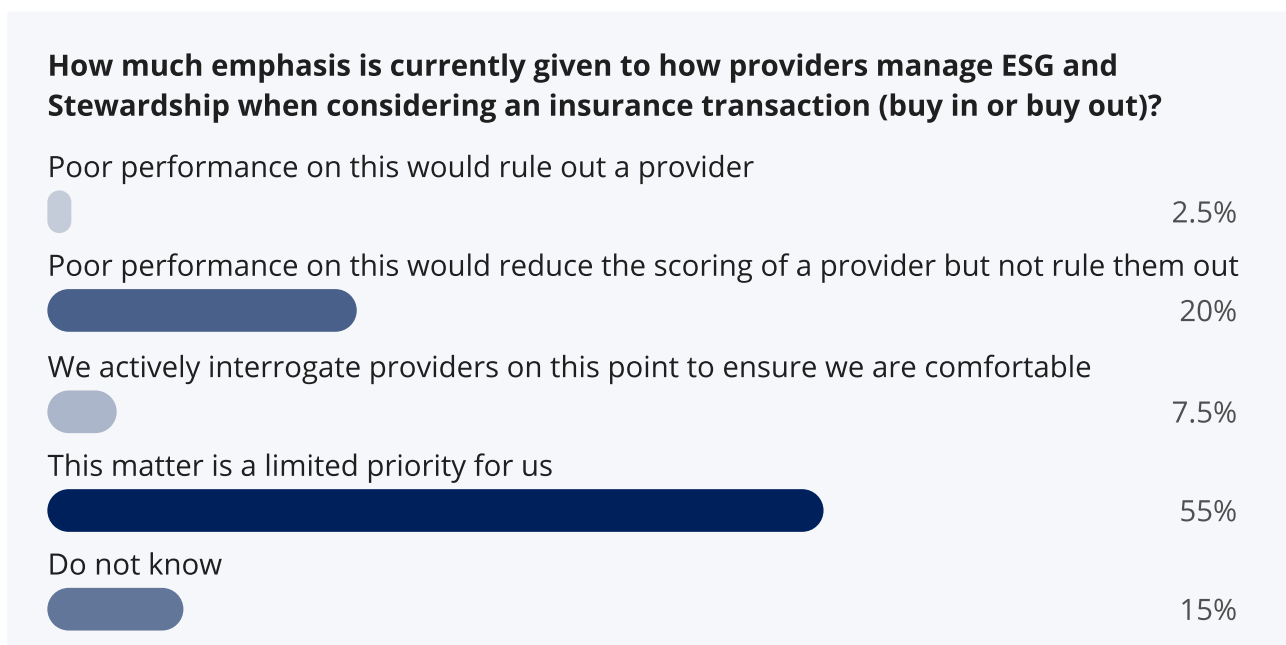 How much emphasis is currently given to how providers manage ESG and
Stewardship when considering an insurance transaction (buy in or buy out)?
Poor performance on this would rule out a provider
2.5%
Poor performance on this would reduce the scoring of a provider but not rule them out
20%
We actively interrogate providers on this point to ensure we are comfortable
7.5%
This matter is a limited priority for us
55%
Do not know
15%